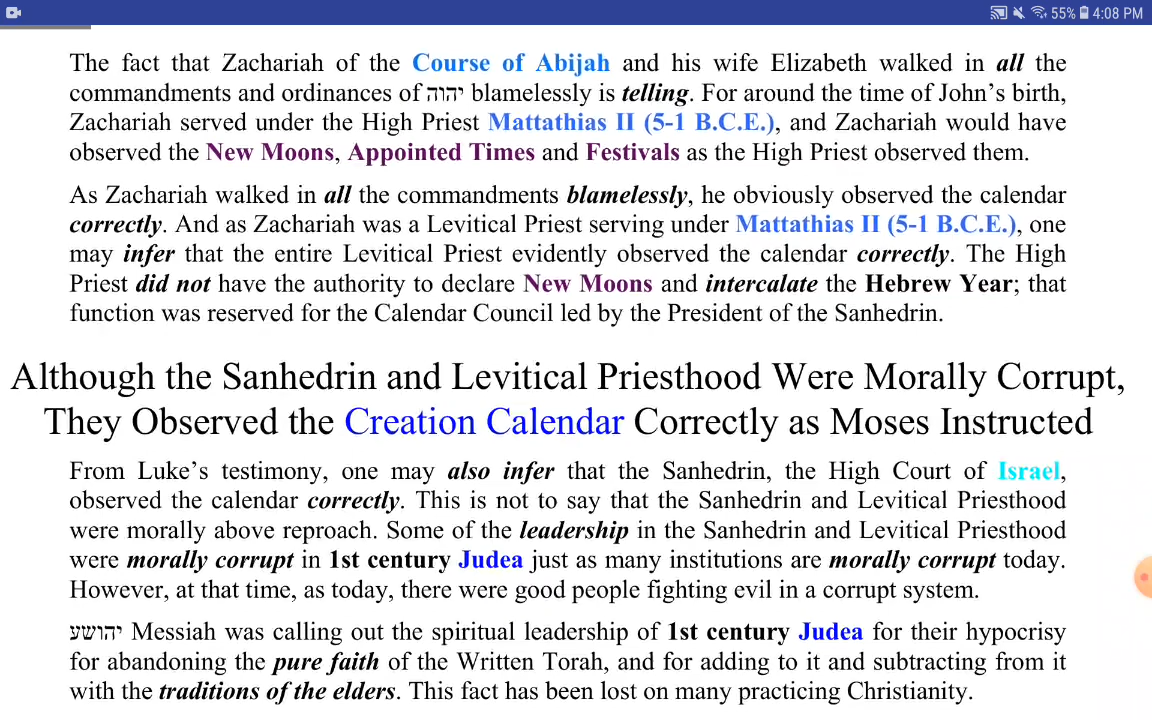 55% 4:08 PM
The fact that Zachariah of the Course of Abijah and his wife Elizabeth walked in all the
commandments and ordinances of יהוה blamelessly is telling. For around the time of John’s birth,
Zachariah served under the High Priest Mattathias II (5-1 B.C.E.), and Zachariah would have
observed the New Moons, Appointed Times and Festivals as the High Priest observed them.
As Zachariah walked in all the commandments blamelessly, he obviously observed the calendar
correctly. And as Zachariah was a Levitical Priest serving under Mattathias II (5-1 B.C.E.), one
may infer that the entire Levitical Priest evidently observed the calendar correctly. The High
Priest did not have the authority to declare New Moons and intercalate the Hebrew Year; that
function was reserved for the Calendar Council led by the President of the Sanhedrin.
Although the Sanhedrin and Levitical Priesthood Were Morally Corrupt,
They Observed the Creation Calendar Correctly as Moses Instructed
From Luke’s testimony, one may also infer that the Sanhedrin, the High Court of Israel,
observed the calendar correctly. This is not to say that the Sanhedrin and Levitical Priesthood
were morally above reproach. Some of the leadership in the Sanhedrin and Levitical Priesthood
were morally corrupt in 1st century Judea just as many institutions are morally corrupt today.
However, at that time, as today, there were good people fighting evil in a corrupt system.
יהושע Messiah was calling out the spiritual leadership of 1st century Judea for their hypocrisy
for abandoning the pure faith of the Written Torah, and for adding to it and subtracting from it
with the traditions of the elders. This fact has been lost on many practicing Christianity.